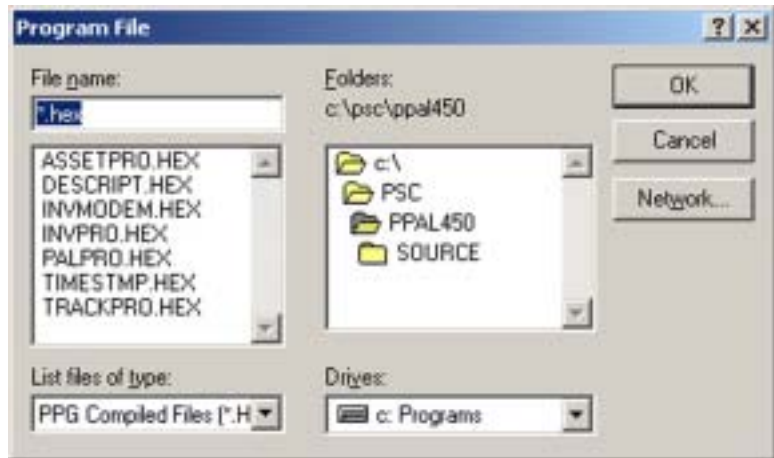 Program File
File name:
*.hex
ASSETPRO.HEX
DESCRIPT.HEX
INVMODEM.HEX
INVPRO.HEX
PALPRO.HEX
TIMESTMP.HEX
TRACKPRO.HEX
List files of type:
PPG Compiled Files (*.H
Folders:
c:\psc\ppal450
c:\
PSC
PPAL450
SOURCE
Drives:
c: Programs
OK
Cancel
Network...